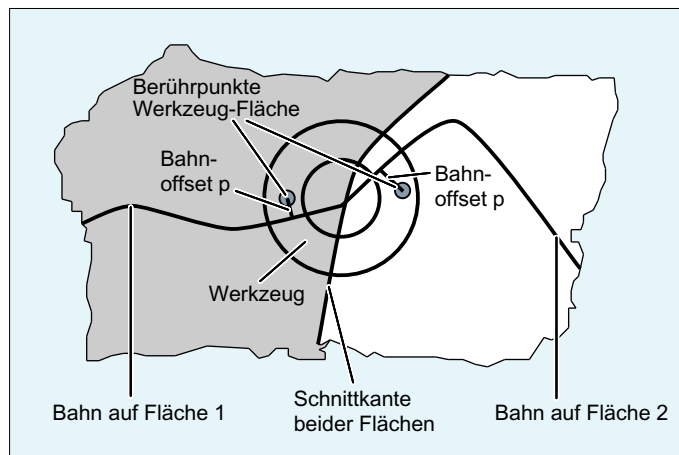 Berührpunkte
Werkzeug-Fläche
Bahn-
offset p
Bahn-
offset p
Werkzeug
Bahn auf Fläche 1
Schnittkante
beider Flächen
Bahn auf Fläche 2